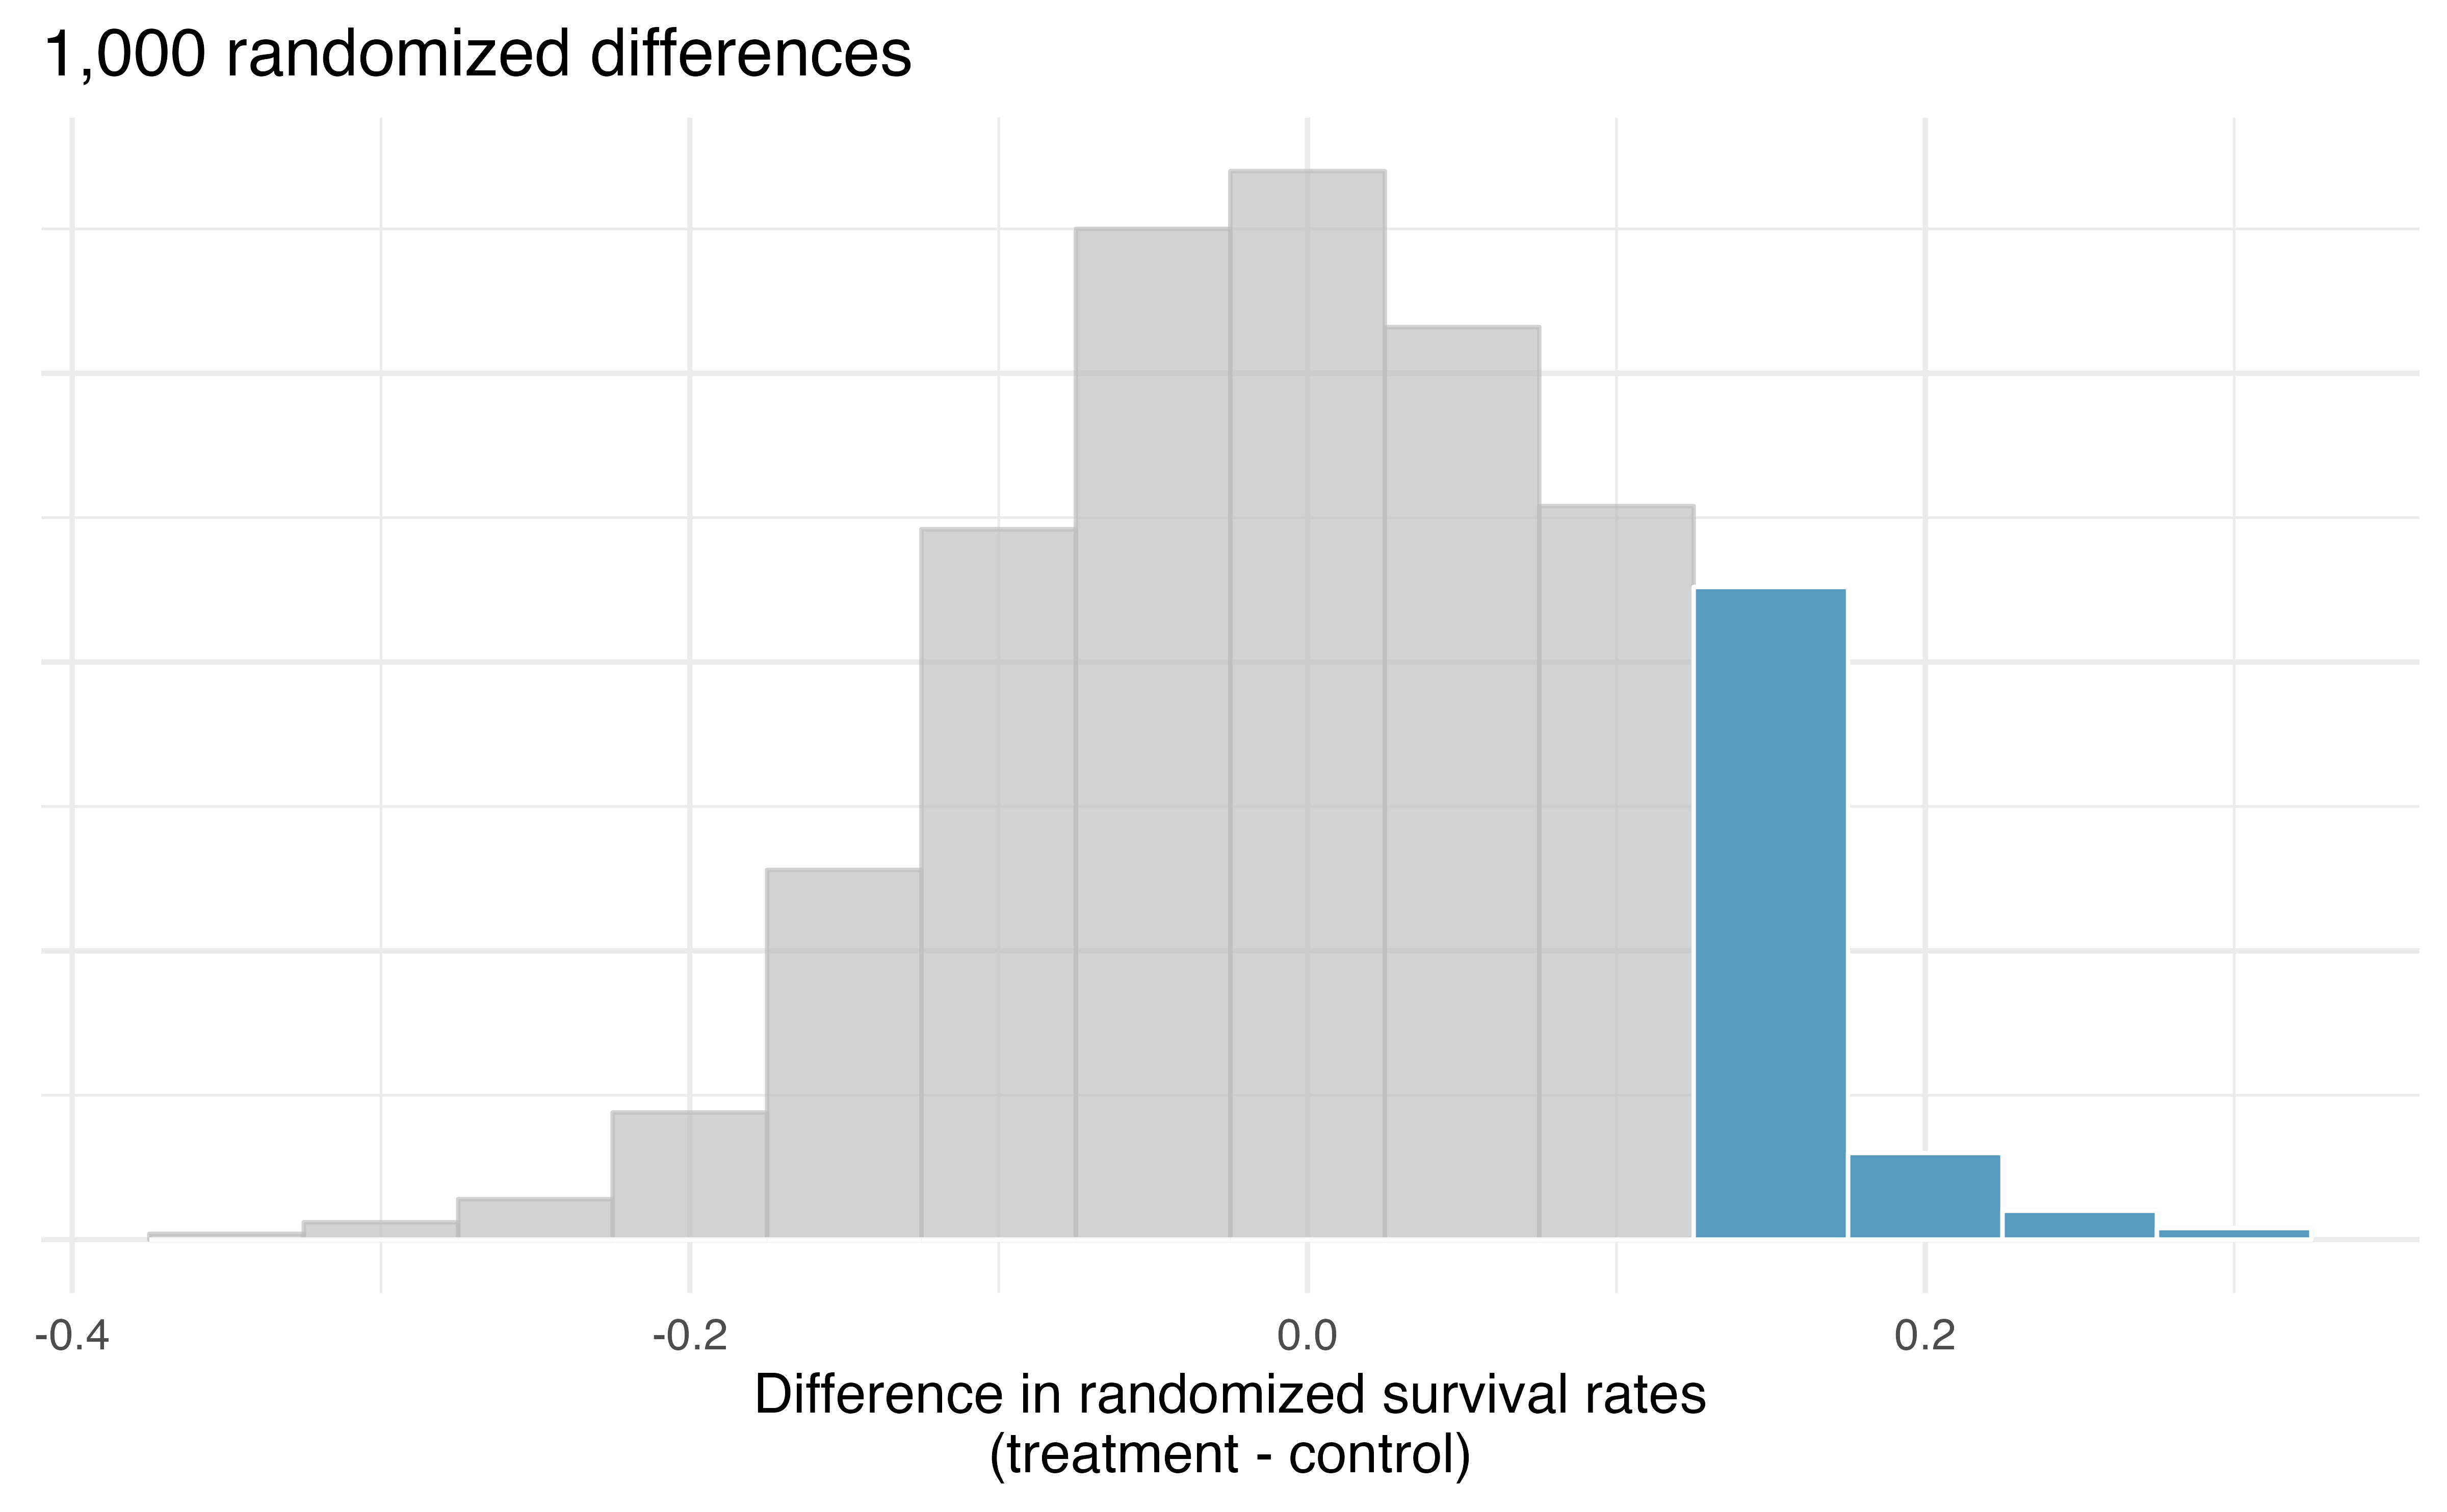 1,000 randomized differences
-0.4 -0.2 0.0 0.2
Difference in randomized survival rates
(treatment - control)